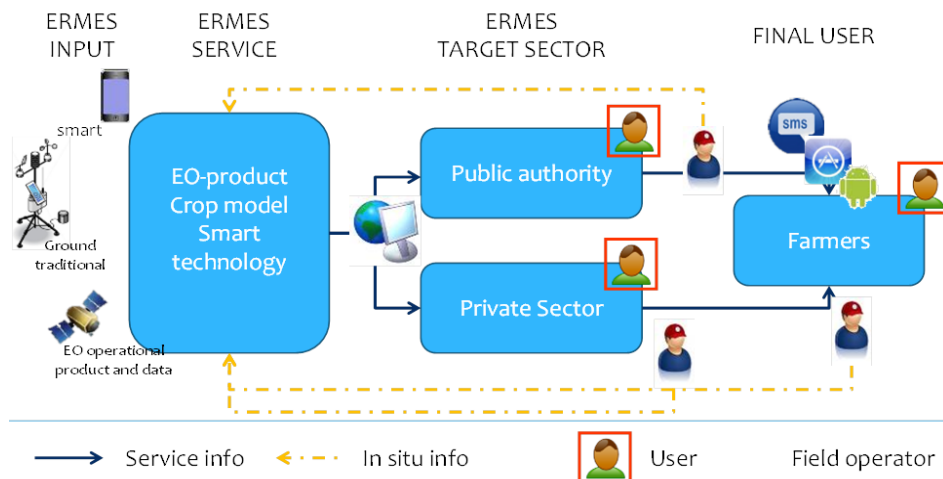 ERMES
INPUT
ERMES
SERVICE
ERMES
TARGET SECTOR
FINAL USER
smart
Ground
traditional
EO operational
product and data
EO-product
Crop model
Smart
technology
Public authority
Private Sector
sms
Farmers
Service info
In situ info
User
Field operator